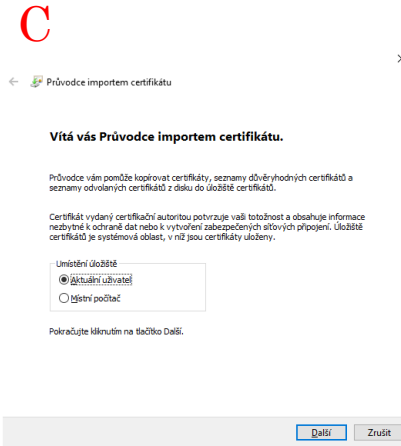 C
Průvodce importem certifikátu
Vítá vás Průvodce importem certifikátu.
Průvodce vám pomůže kopírovat certifikáty, seznamy důvěryhodných certifikátů a
seznamy odvolaných certifikátů z disku do úložiště certifikátů.
Certifikát vydaný certifikační autoritou potvrzuje vaši totožnost a obsahuje informace
nezbytné k ochraně dat nebo k vytvoření zabezpečených síťových připojení. Úložiště
certifikátů je systémová oblast, v níž jsou certifikáty uloženy.
Umístění úložiště
Aktuální uživatel
Místní počítač
Pokračujte kliknutím na tlačítko Další.
Další Zrušit